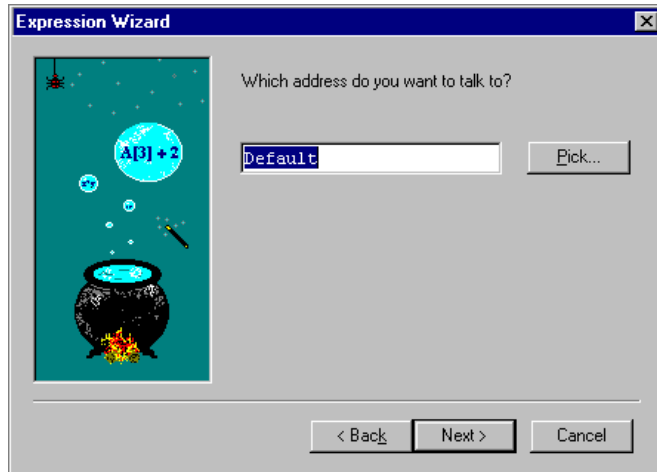 Expression Wizard
Which address do you want to talk to?
A[3] + 2
Default
Pick...
< Back
Next >
Cancel